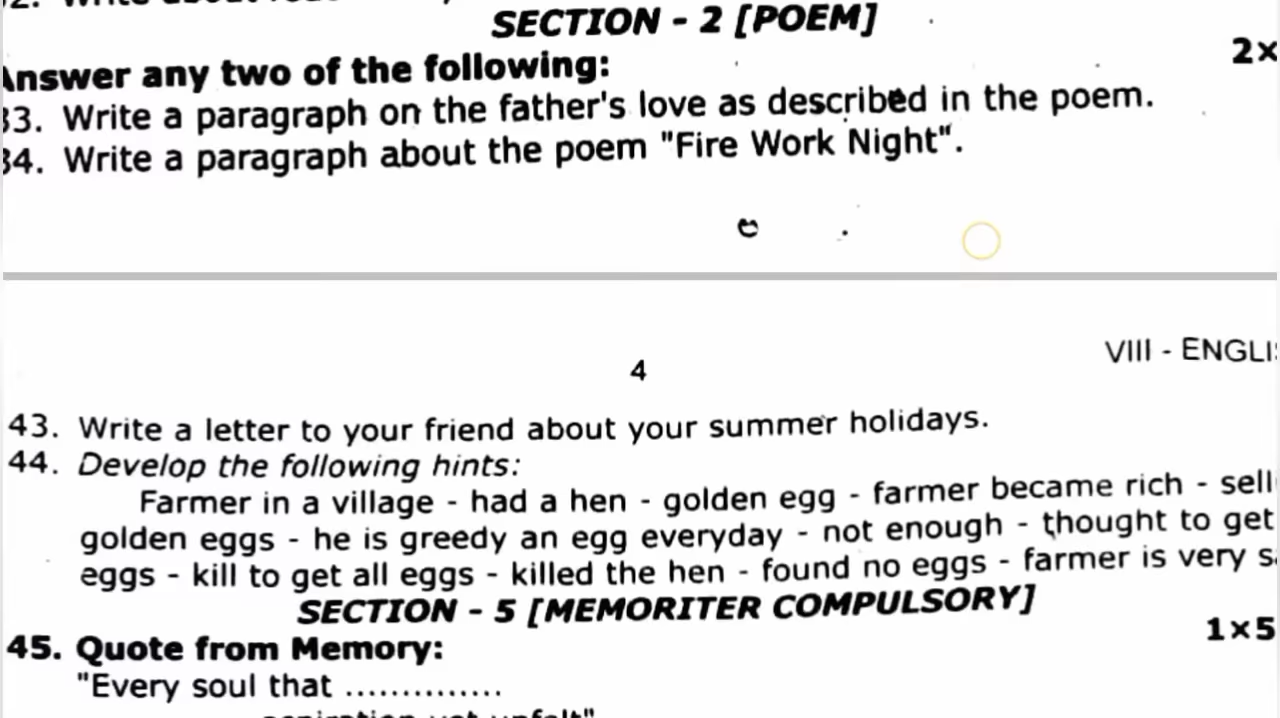 SECTION - 2 [POEM]
Answer any two of the following:
2x
33. Write a paragraph on the father's love as described in the poem.
34. Write a paragraph about the poem "Fire Work Night".
4
VIII - ENGLI
43. Write a letter to your friend about your summer holidays.
44. Develop the following hints:
Farmer in a village - had a hen - golden egg - farmer became rich - sell
golden eggs - he is greedy an egg everyday - not enough - thought to get
eggs - kill to get all eggs - killed the hen - found no eggs - farmer is very
SECTION - 5 [MEMORITER COMPULSORY]
1x5
45. Quote from Memory:
"Every soul that ..............
yet unfelt"